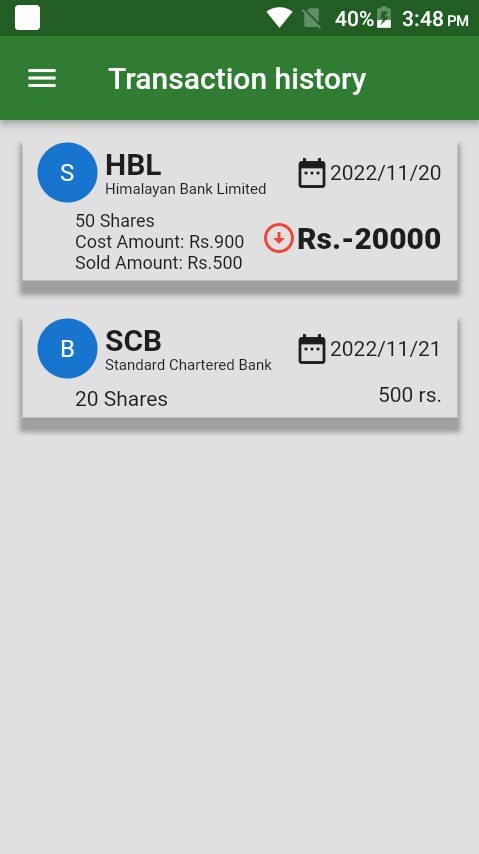 40% 3:48 PM
Transaction history
S HBL 2022/11/20
Himalayan Bank Limited
50 Shares
Cost Amount: Rs.900 Rs.-20000
Sold Amount: Rs.500
B SCB 2022/11/21
Standard Chartered Bank
20 Shares 500 rs.